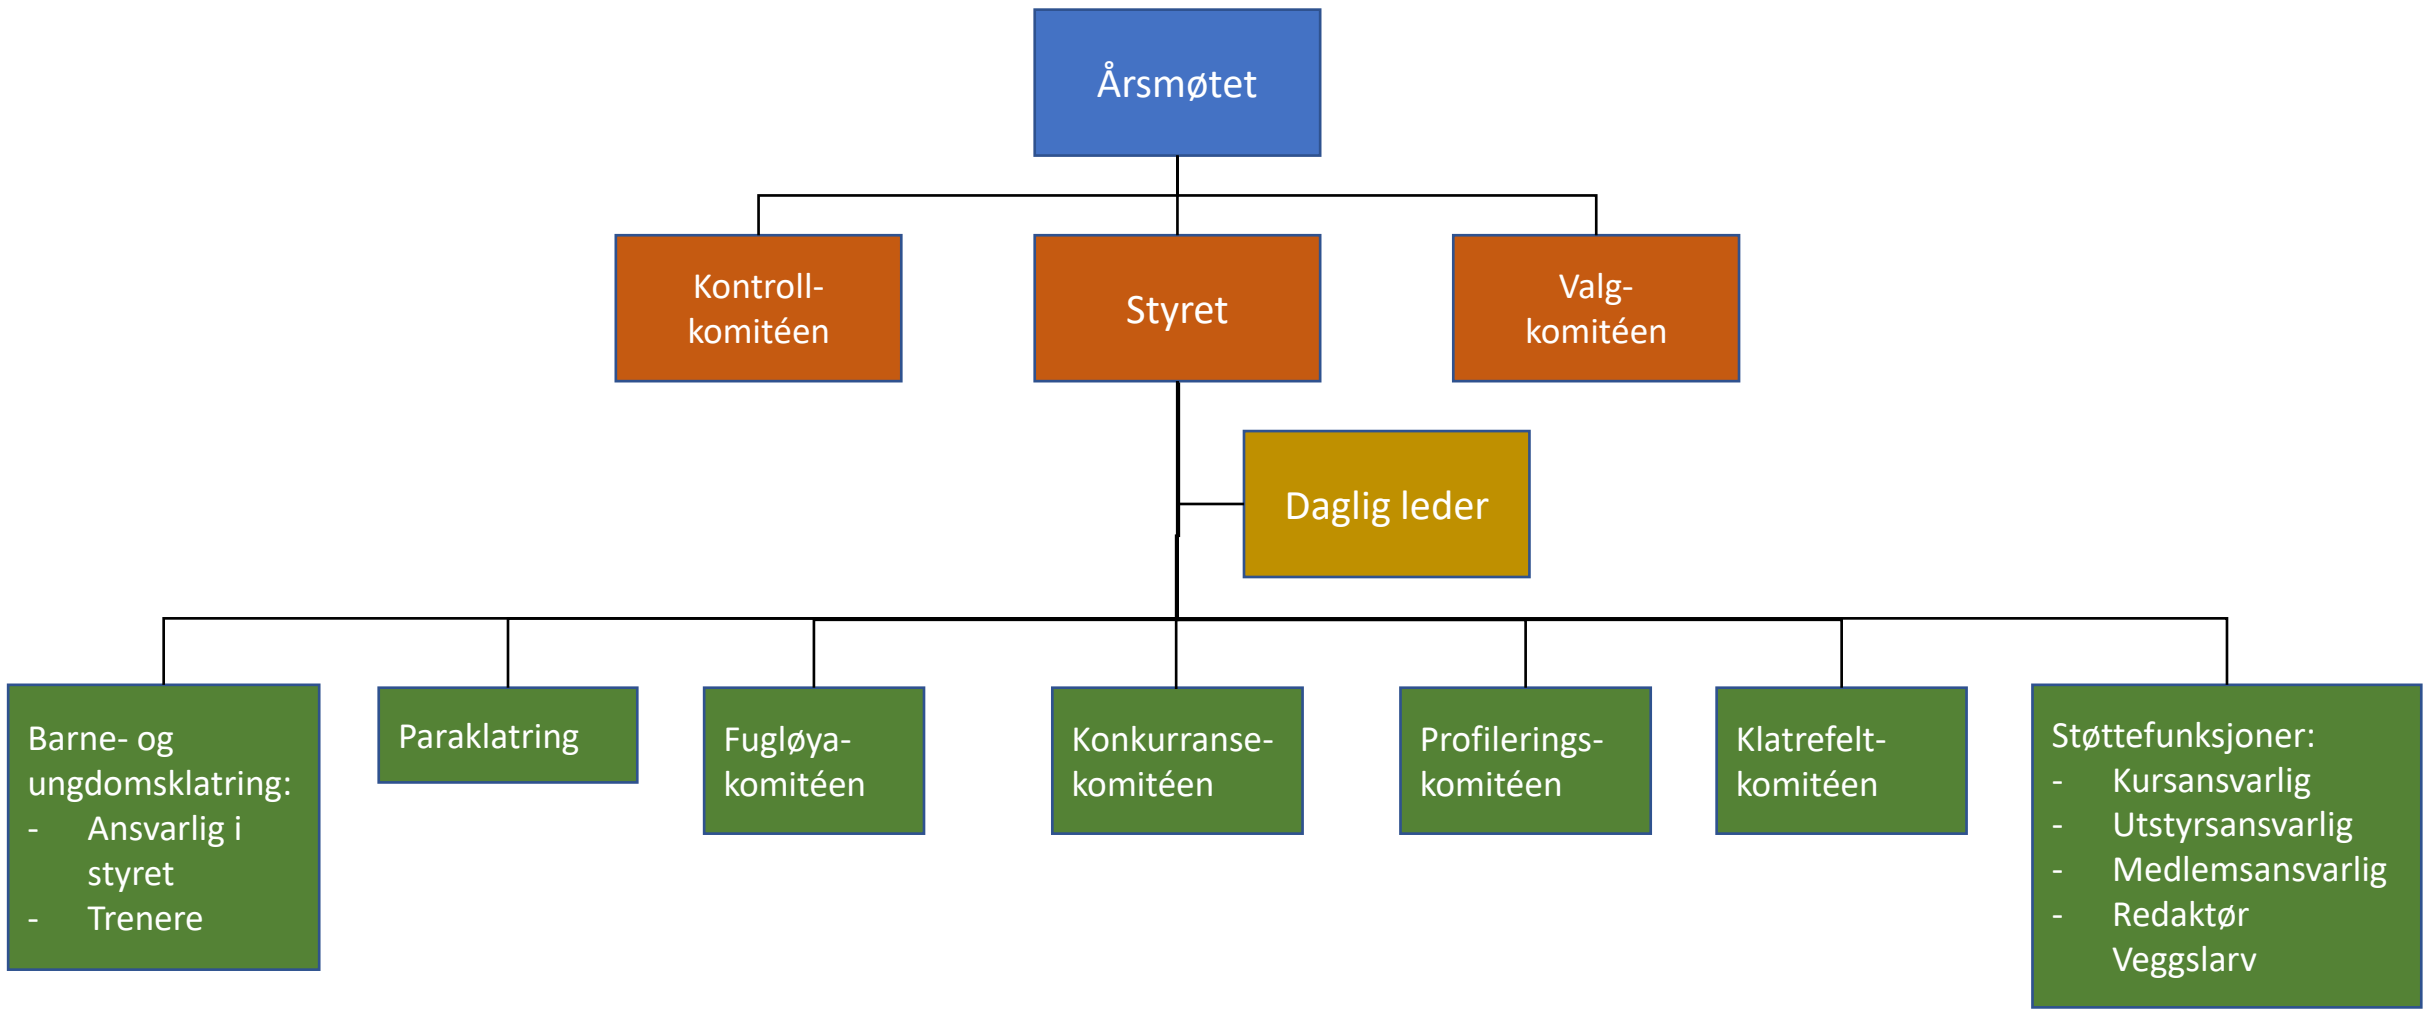 Årsmøtet
Kontroll-
komitéen
Styret
Valg-
komitéen
Daglig leder
Barne- og
ungdomsklatring:
- Ansvarlig i
styret
- Trenere
Paraklatring
Fugløya-
komitéen
Konkurranse-
komitéen
Profilerings-
komitéen
Klatrefelt-
komitéen
Støttefunksjoner:
- Kursansvarlig
- Utstyrsansvarlig
- Medlemsansvarlig
- Redaktør
Veggslarv